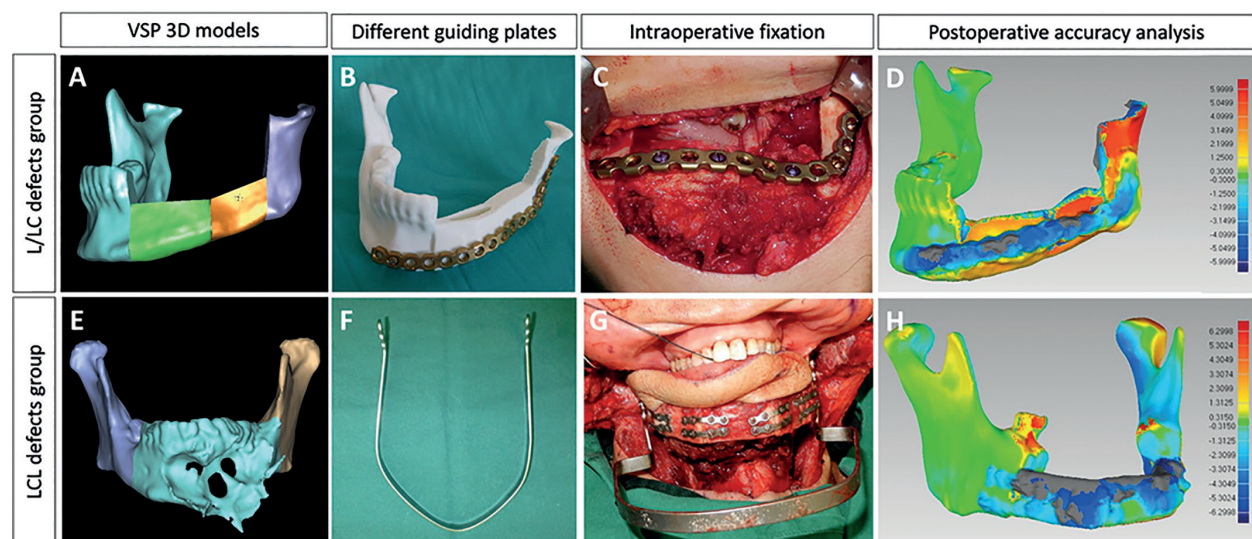 VSP 3D models
Different guiding plates
Intraoperative fixation
Postoperative accuracy analysis
L/LC defects group
A
B
C
D
5.9999
5.0499
4.0999
3.1499
2.1999
1.2500
0.3000
-0.3000
-1.2500
-2.1999
-3.1499
-4.0999
-5.0499
-5.9999
LCL defects group
E
F
G
H
6.2998
5.3024
4.3049
3.3074
2.3099
1.3125
0.3150
-0.3150
-1.3125
-2.3099
-3.3074
-4.3049
-5.3024
-6.2998